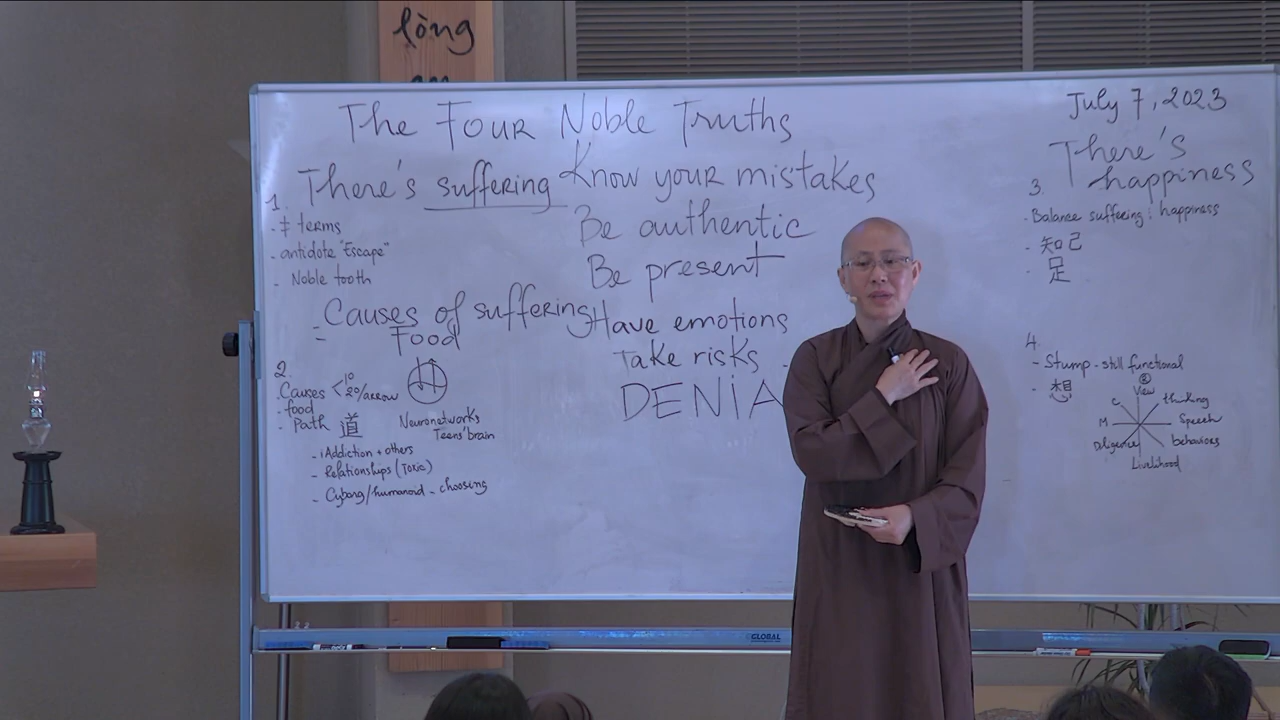 lòng
The Four Noble Truths
July 7, 2023
1. There's suffering
- ≠ terms
- antidote "Escape"
- Noble tooth
Know your mistakes
Be authentic
Be present
Have emotions
Take risks
DENIA
- Causes of suffering
Food
2.
Causes < 10
20/arrow
- food
- Path 道
Neuronetworks
Teens' brain
- Addiction + others
- Relationships (Toxic)
- Cyborg/humanoid - choosing
3. There's happiness
- Balance suffering : happiness
- 知己
- 足
4.
- Stump - still functional
- 想
R
View
thinking
Speech
behaviors
Livelihood
Diligence
M
C
GLOBAL